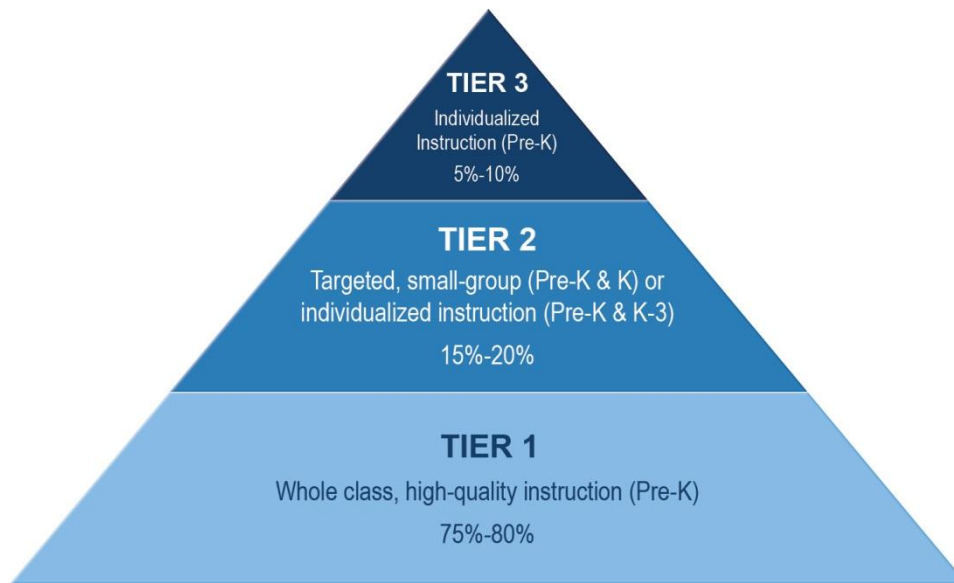 TIER 3
Individualized
Instruction (Pre-K)
5%-10%
TIER 2
Targeted, small-group (Pre-K & K) or
individualized instruction (Pre-K & K-3)
15%-20%
TIER 1
Whole class, high-quality instruction (Pre-K)
75%-80%